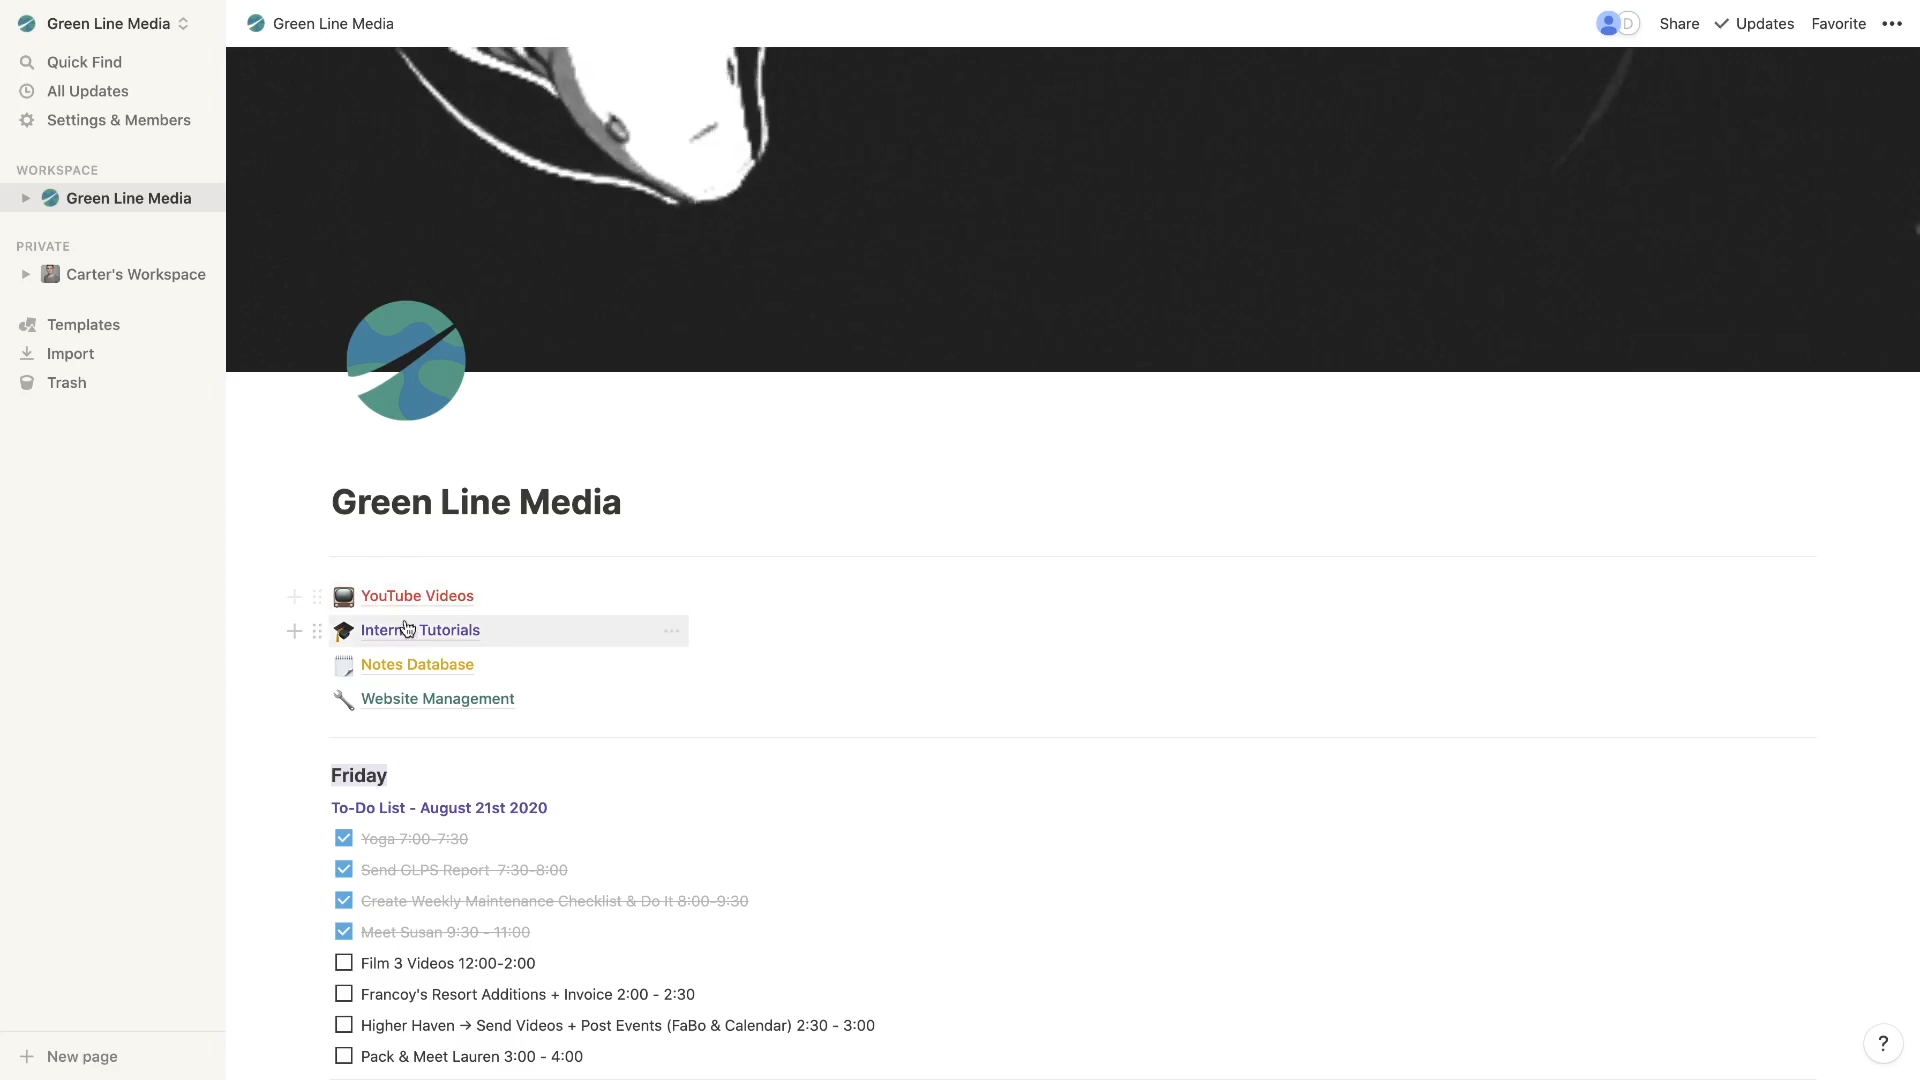 Green Line Media
Quick Find
All Updates
Settings & Members
WORKSPACE
Green Line Media
PRIVATE
Carter's Workspace
Templates
Import
Trash
New page
Green Line Media
D
Share
Updates
Favorite
Green Line Media
YouTube Videos
Tutorials
Notes Database
Website Management
Friday
To-Do List - August 21st 2020
Yoga 7:00-7:30
Send GLPS Report 7:30-8:00
Create Weekly Maintenance Checklist & Do It 8:00-9:30
Meet Susan 9:30 - 11:00
Film 3 Videos 12:00-2:00
Francoy's Resort Additions + Invoice 2:00 - 2:30
Higher Haven → Send Videos + Post Events (FaBo & Calendar) 2:30 - 3:00
Pack & Meet Lauren 3:00 - 4:00
?